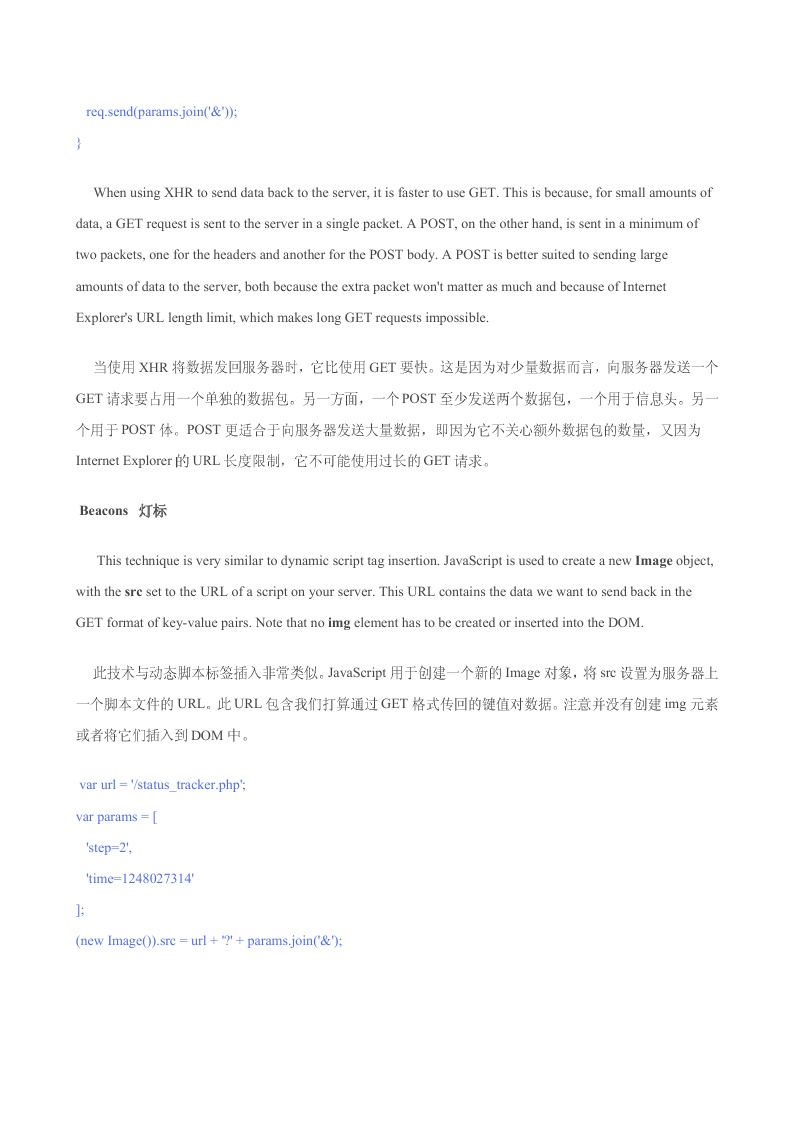 req.send(params.join('&'));
}
When using XHR to send data back to the server, it is faster to use GET. This is because, for small amounts of
data, a GET request is sent to the server in a single packet. A POST, on the other hand, is sent in a minimum of
two packets, one for the headers and another for the POST body. A POST is better suited to sending large
amounts of data to the server, both because the extra packet won't matter as much and because of Internet
Explorer's URL length limit, which makes long GET requests impossible.
当使用 XHR 将数据发回服务器时，它比使用 GET 要快。这是因为对少量数据而言，向服务器发送一个
GET 请求要占用一个单独的数据包。另一方面，一个 POST 至少发送两个数据包，一个用于信息头。另一
个用于 POST 体。POST 更适合于向服务器发送大量数据，即因为它不关心额外数据包的数量，又因为
Internet Explorer 的 URL 长度限制，它不可能使用过长的 GET 请求。
Beacons 灯标
This technique is very similar to dynamic script tag insertion. JavaScript is used to create a new Image object,
with the src set to the URL of a script on your server. This URL contains the data we want to send back in the
GET format of key-value pairs. Note that no img element has to be created or inserted into the DOM.
此技术与动态脚本标签插入非常类似。JavaScript 用于创建一个新的 Image 对象，将 src 设置为服务器上
一个脚本文件的 URL。此 URL 包含我们打算通过 GET 格式传回的键值对数据。注意并没有创建 img 元素
或者将它们插入到 DOM 中。
var url = '/status_tracker.php';
var params = [
'step=2',
'time=1248027314'
];
(new Image()).src = url + '?' + params.join('&');